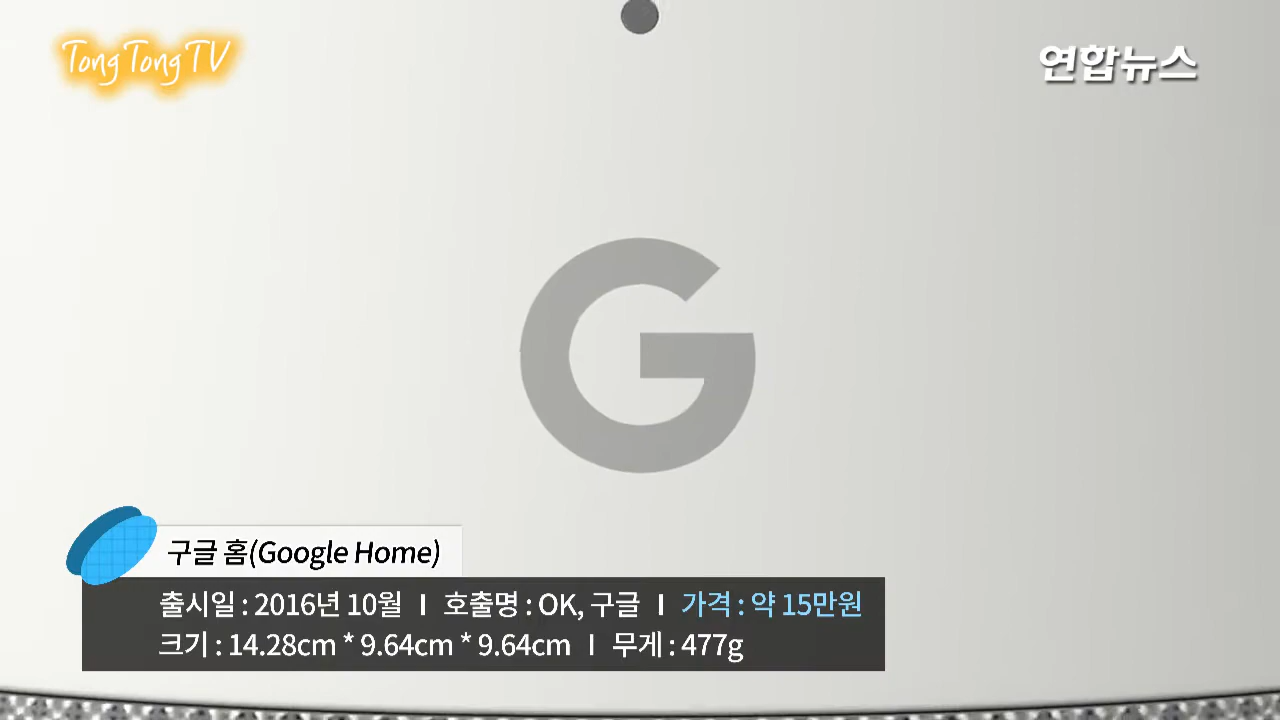 Tong Tong TV
연합뉴스
G
구글 홈(Google Home)
출시일 : 2016년 10월 I 호출명 : OK, 구글 I 가격 : 약 15만원
크기 : 14.28cm * 9.64cm * 9.64cm I 무게 : 477g